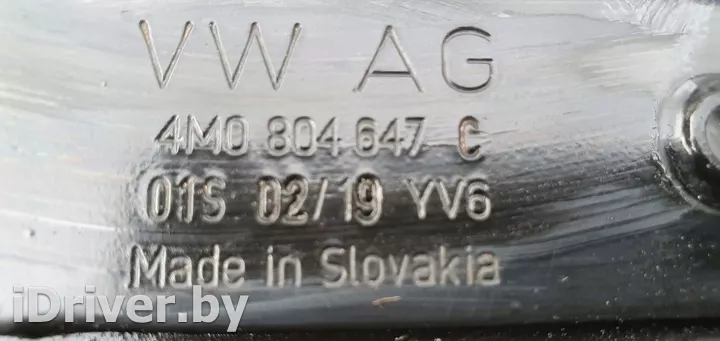 VW AG
4M0 804 647 C
01S 02/19 YV6
Made in Slovakia
iDriver.by